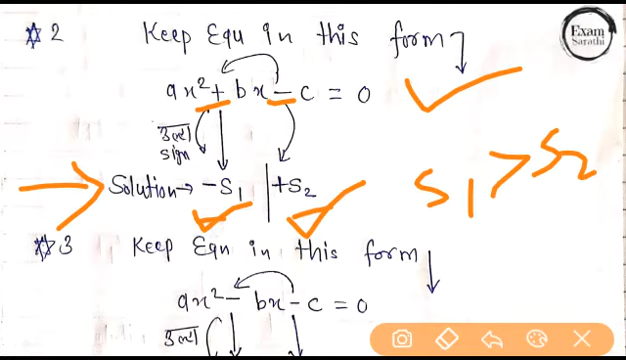 ☆2 Keep Equ in this form
Exam
Sarathi
ax² + bx - c = 0
उल्टा
sign
Solution → -S₁ | +S₂
S₁ > S₂
☆3 Keep Eqn in this form
ax² - bx - c = 0
उल्टा